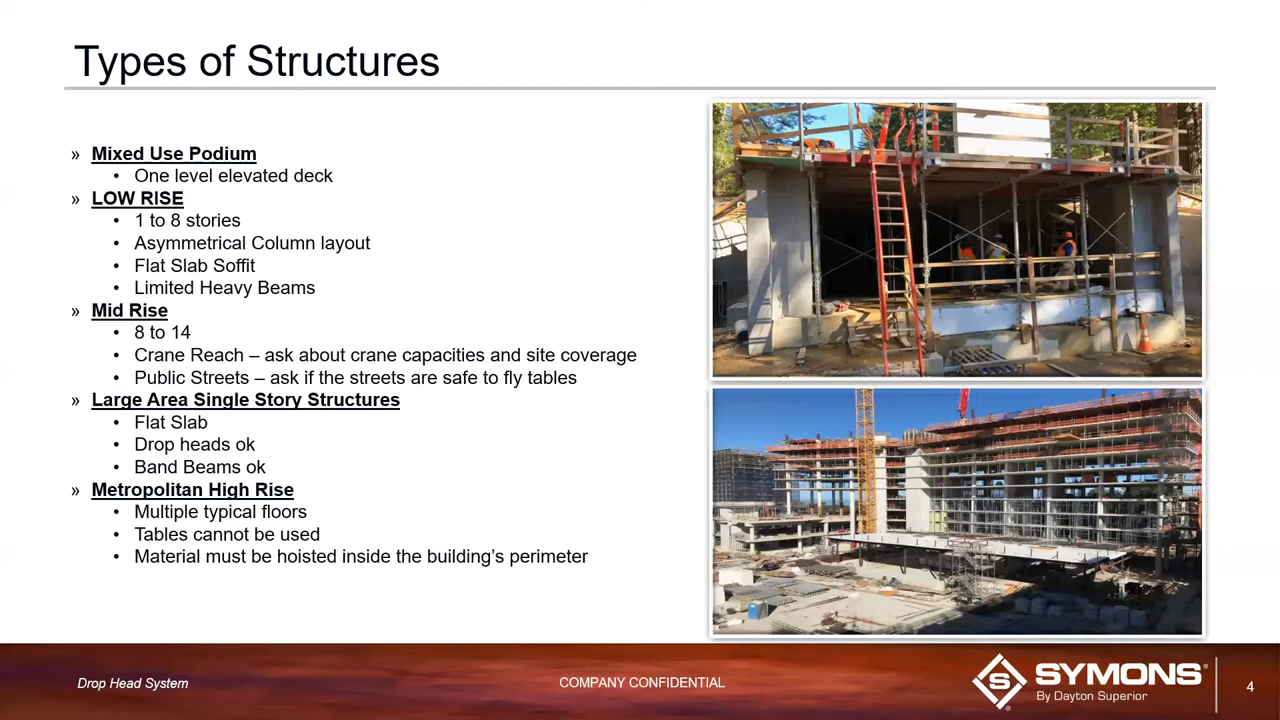 Types of Structures
» Mixed Use Podium
• One level elevated deck
» LOW RISE
• 1 to 8 stories
• Asymmetrical Column layout
• Flat Slab Soffit
• Limited Heavy Beams
» Mid Rise
• 8 to 14
• Crane Reach – ask about crane capacities and site coverage
• Public Streets – ask if the streets are safe to fly tables
» Large Area Single Story Structures
• Flat Slab
• Drop heads ok
• Band Beams ok
» Metropolitan High Rise
• Multiple typical floors
• Tables cannot be used
• Material must be hoisted inside the building’s perimeter
Drop Head System
COMPANY CONFIDENTIAL
S
®
SYMONS®
By Dayton Superior
4